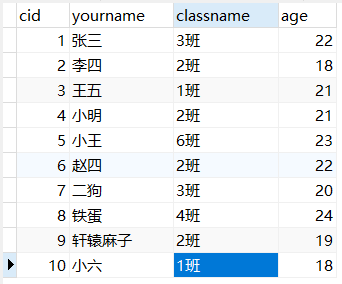 cid yourname classname age
1 张三 3班 22
2 李四 2班 18
3 王五 1班 21
4 小明 2班 21
5 小王 6班 23
6 赵四 2班 22
7 二狗 3班 20
8 铁蛋 4班 24
9 轩辕麻子 2班 19
10 小六 1班 18